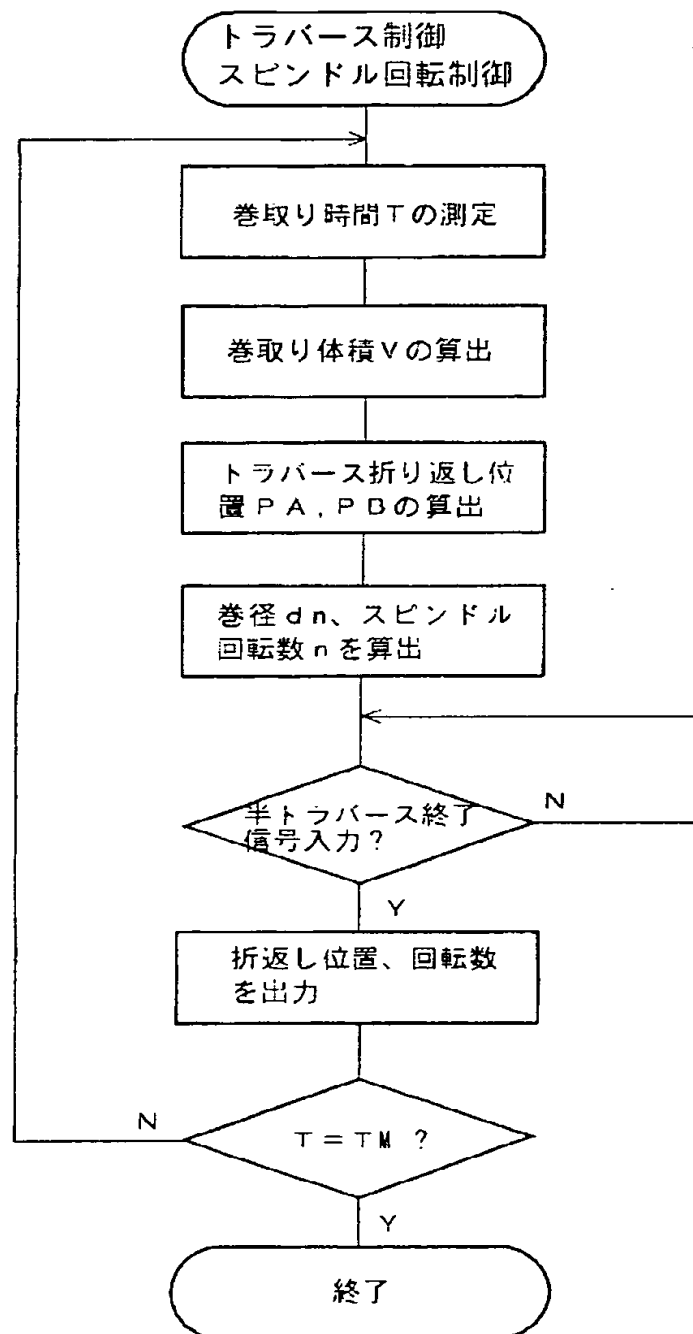 トラバース制御
スピンドル回転制御
巻取り時間Tの測定
巻取り体積Vの算出
トラバース折り返し位
置PA,PBの算出
巻径dn、スピンドル
回転数nを算出
半トラバース終了
信号入力?
N
Y
折返し位置、回転数
を出力
N
T=TM ?
Y
終了